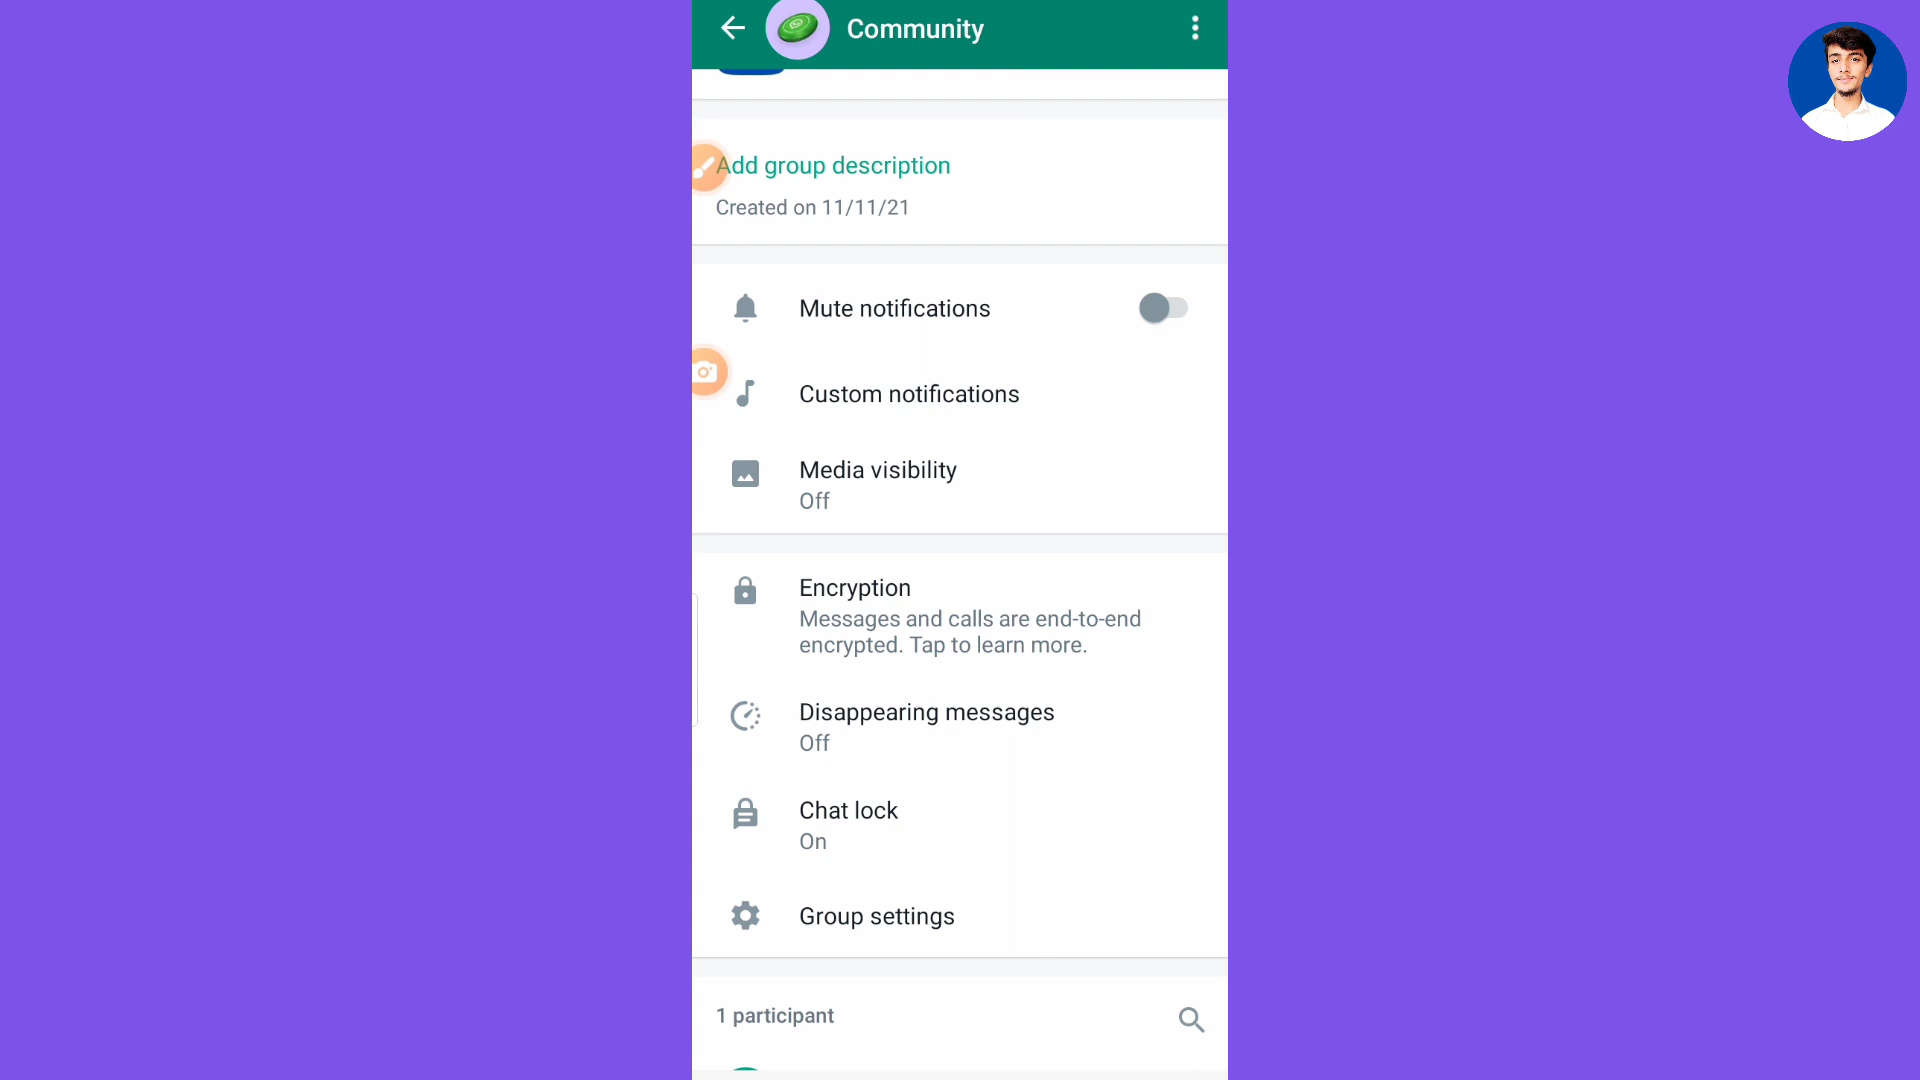 Community
Add group description
Created on 11/11/21
Mute notifications
Custom notifications
Media visibility
Off
Encryption
Messages and calls are end-to-end
encrypted. Tap to learn more.
Disappearing messages
Off
Chat lock
On
Group settings
1 participant